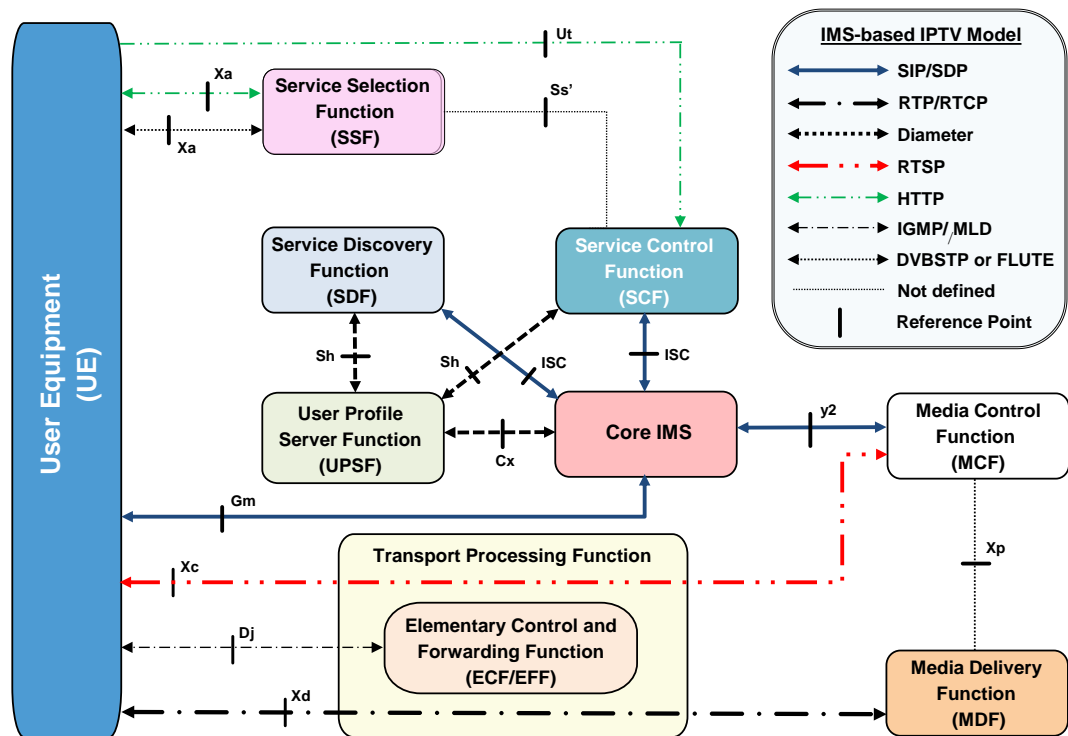 Ut
IMS-based IPTV Model
SIP/SDP
RTP/RTCP
Diameter
RTSP
HTTP
IGMP/ MLD
DVBSTP or FLUTE
Not defined
Reference Point
Xa
Service Selection
Function
(SSF)
Ss’
Xa
User Equipment
(UE)
Service Discovery
Function
(SDF)
Service Control
Function
(SCF)
Sh
Sh
ISC
ISC
User Profile
Server Function
(UPSF)
Cx
Core IMS
y2
Media Control
Function
(MCF)
Gm
Transport Processing Function
Xc
Xp
Dj
Elementary Control and
Forwarding Function
(ECF/EFF)
Xd
Media Delivery
Function
(MDF)